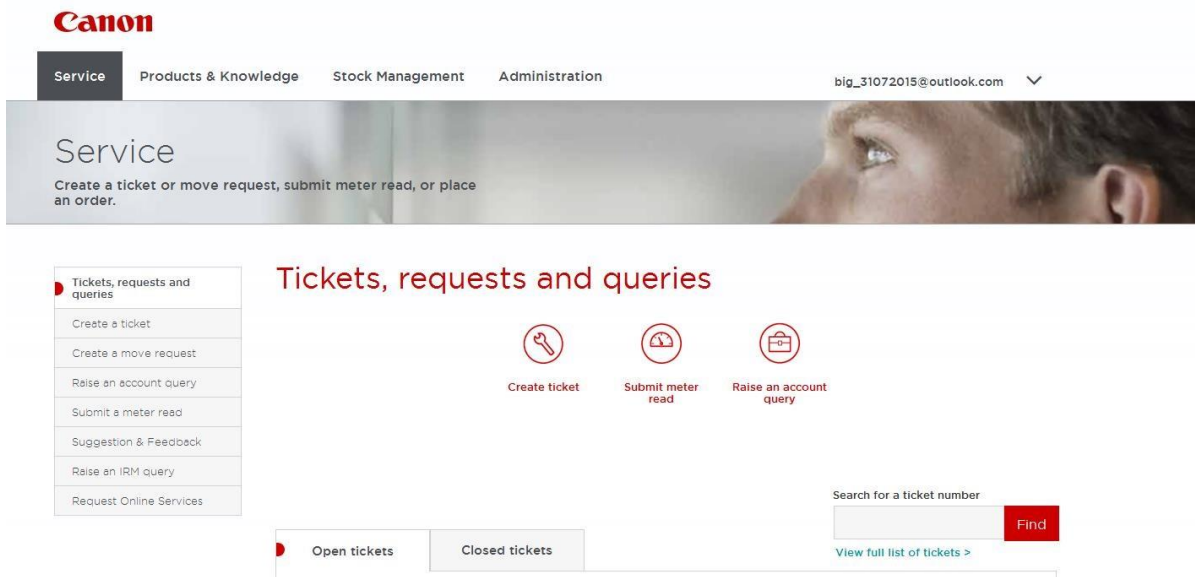 Canon
Service
Products & Knowledge
Stock Management
Administration
big_31072015@outlook.com
Service
Create a ticket or move request, submit meter read, or place
an order.
Tickets, requests and
queries
Create a ticket
Create a move request
Raise an account query
Submit a meter read
Suggestion & Feedback
Raise an IRM query
Request Online Services
Tickets, requests and queries
Create ticket
Submit meter
read
Raise an account
query
Search for a ticket number
Find
View full list of tickets >
Open tickets
Closed tickets